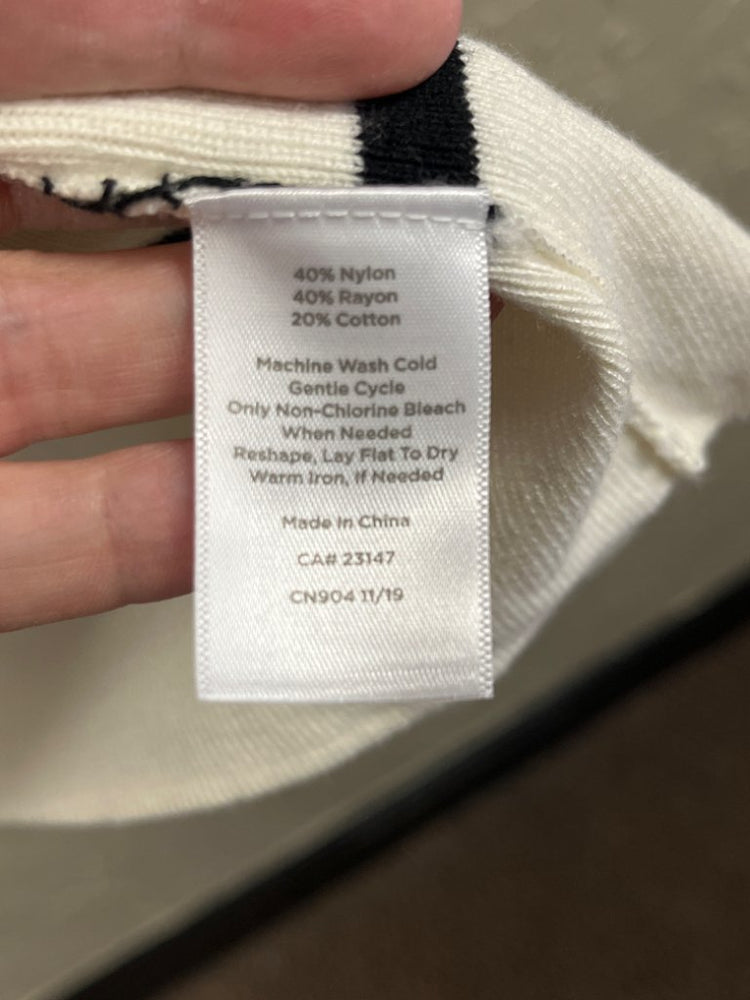 40% Nylon
40% Rayon
20% Cotton
Machine Wash Cold
Gentle Cycle
Only Non-Chlorine Bleach
When Needed
Reshape, Lay Flat To Dry
Warm Iron, If Needed
Made In China
CA# 23147
CN904 11/19